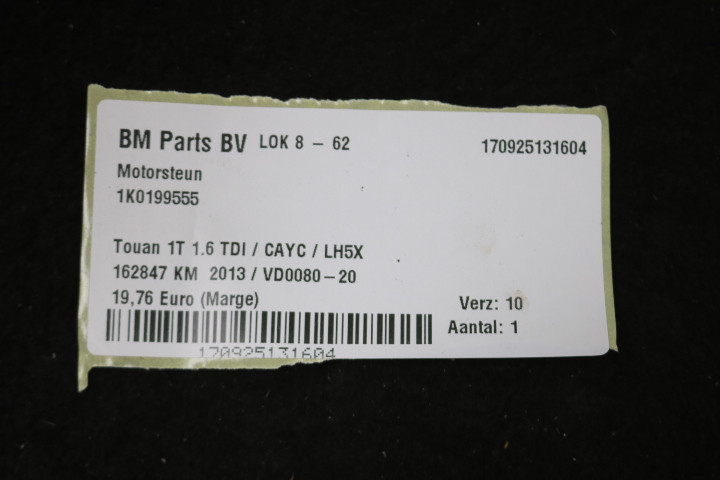 BM Parts BV LOK 8 - 62 170925131604
Motorsteun
1K0199555
Touan 1T 1.6 TDI / CAYC / LH5X
162847 KM 2013 / VD0080-20
19,76 Euro (Marge) Verz: 10
Aantal: 1
170925131604